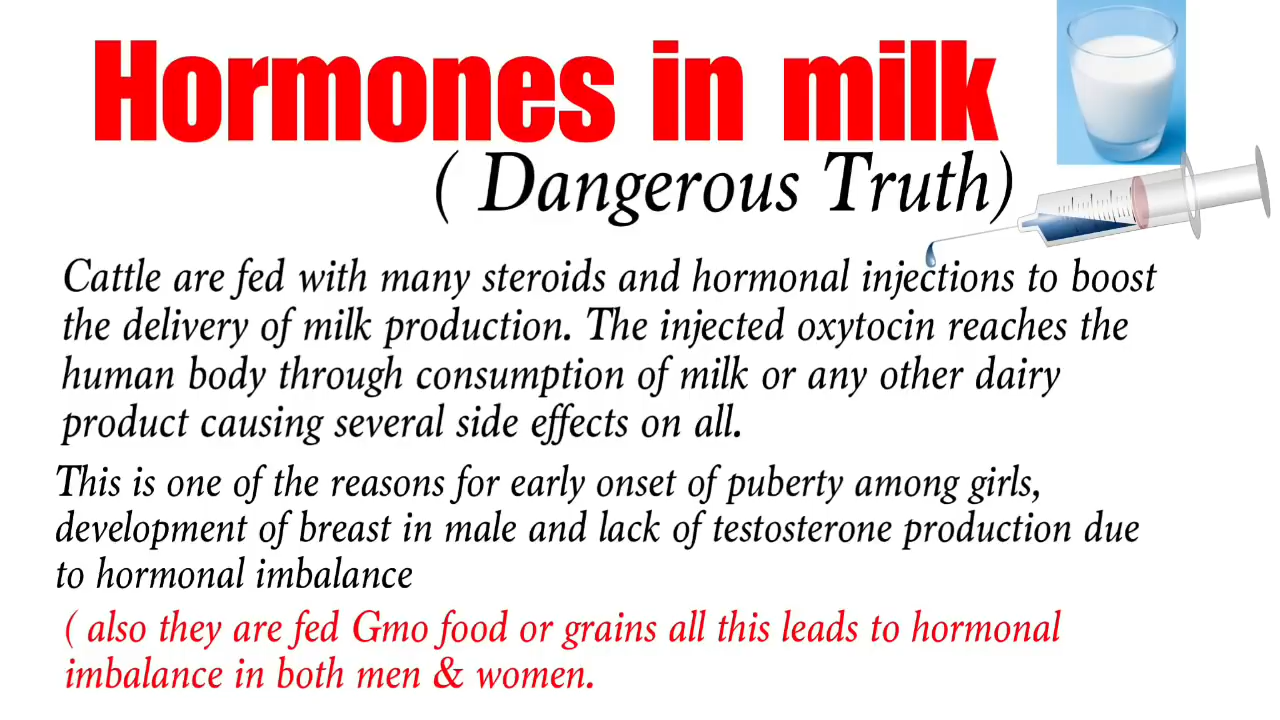 Hormones in milk
( Dangerous Truth)
Cattle are fed with many steroids and hormonal injections to boost
the delivery of milk production. The injected oxytocin reaches the
human body through consumption of milk or any other dairy
product causing several side effects on all.
This is one of the reasons for early onset of puberty among girls,
development of breast in male and lack of testosterone production due
to hormonal imbalance
( also they are fed Gmo food or grains all this leads to hormonal
imbalance in both men & women.